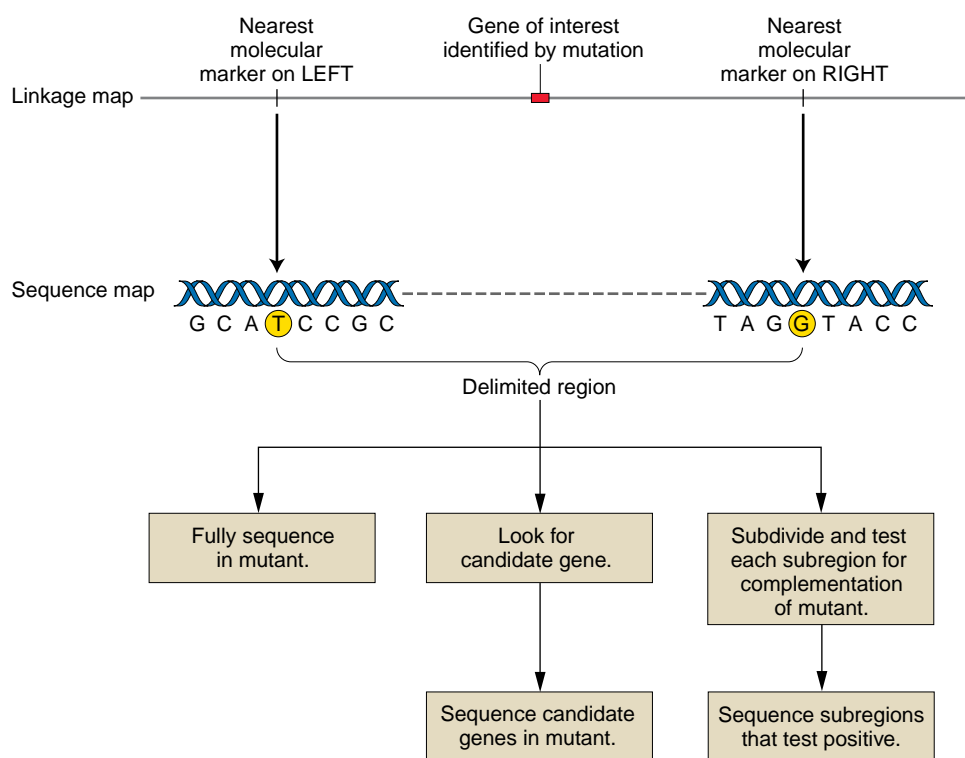 Nearest
molecular
marker on LEFT
Gene of interest
identified by mutation
Nearest
molecular
marker on RIGHT
Linkage map
Sequence map
G C A T C C G C
T A G G T A C C
Delimited region
Fully sequence
in mutant.
Look for
candidate gene.
Subdivide and test
each subregion for
complementation
of mutant.
Sequence candidate
genes in mutant.
Sequence subregions
that test positive.